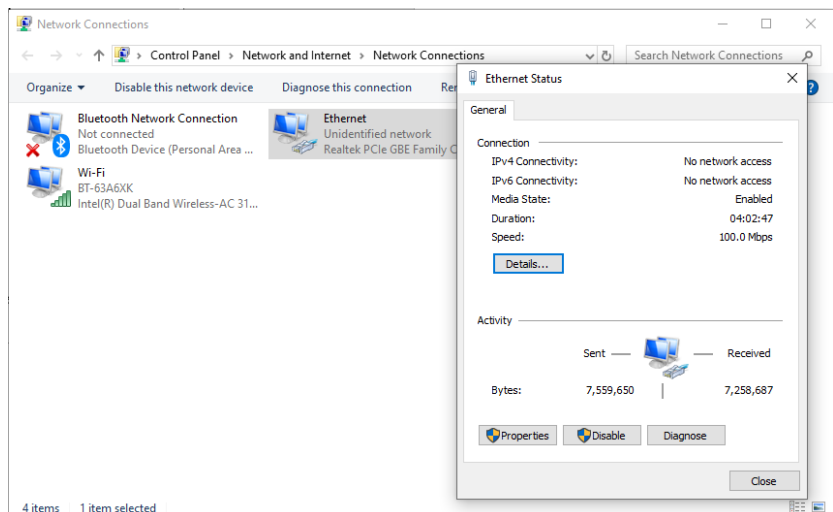 Network Connections
Control Panel > Network and Internet > Network Connections
Search Network Connections
Organize
Disable this network device
Diagnose this connection
Bluetooth Network Connection
Not connected
Bluetooth Device (Personal Area ...
Ethernet
Unidentified network
Realtek PCIe GBE Family C
Wi-Fi
BT-63A6XK
Intel(R) Dual Band Wireless-AC 31...
Ethernet Status
General
Connection
IPv4 Connectivity: No network access
IPv6 Connectivity: No network access
Media State: Enabled
Duration: 04:02:47
Speed: 100.0 Mbps
Details...
Activity
Sent — — Received
Bytes: 7,559,650 | 7,258,687
Properties
Disable
Diagnose
Close
4 items
1 item selected